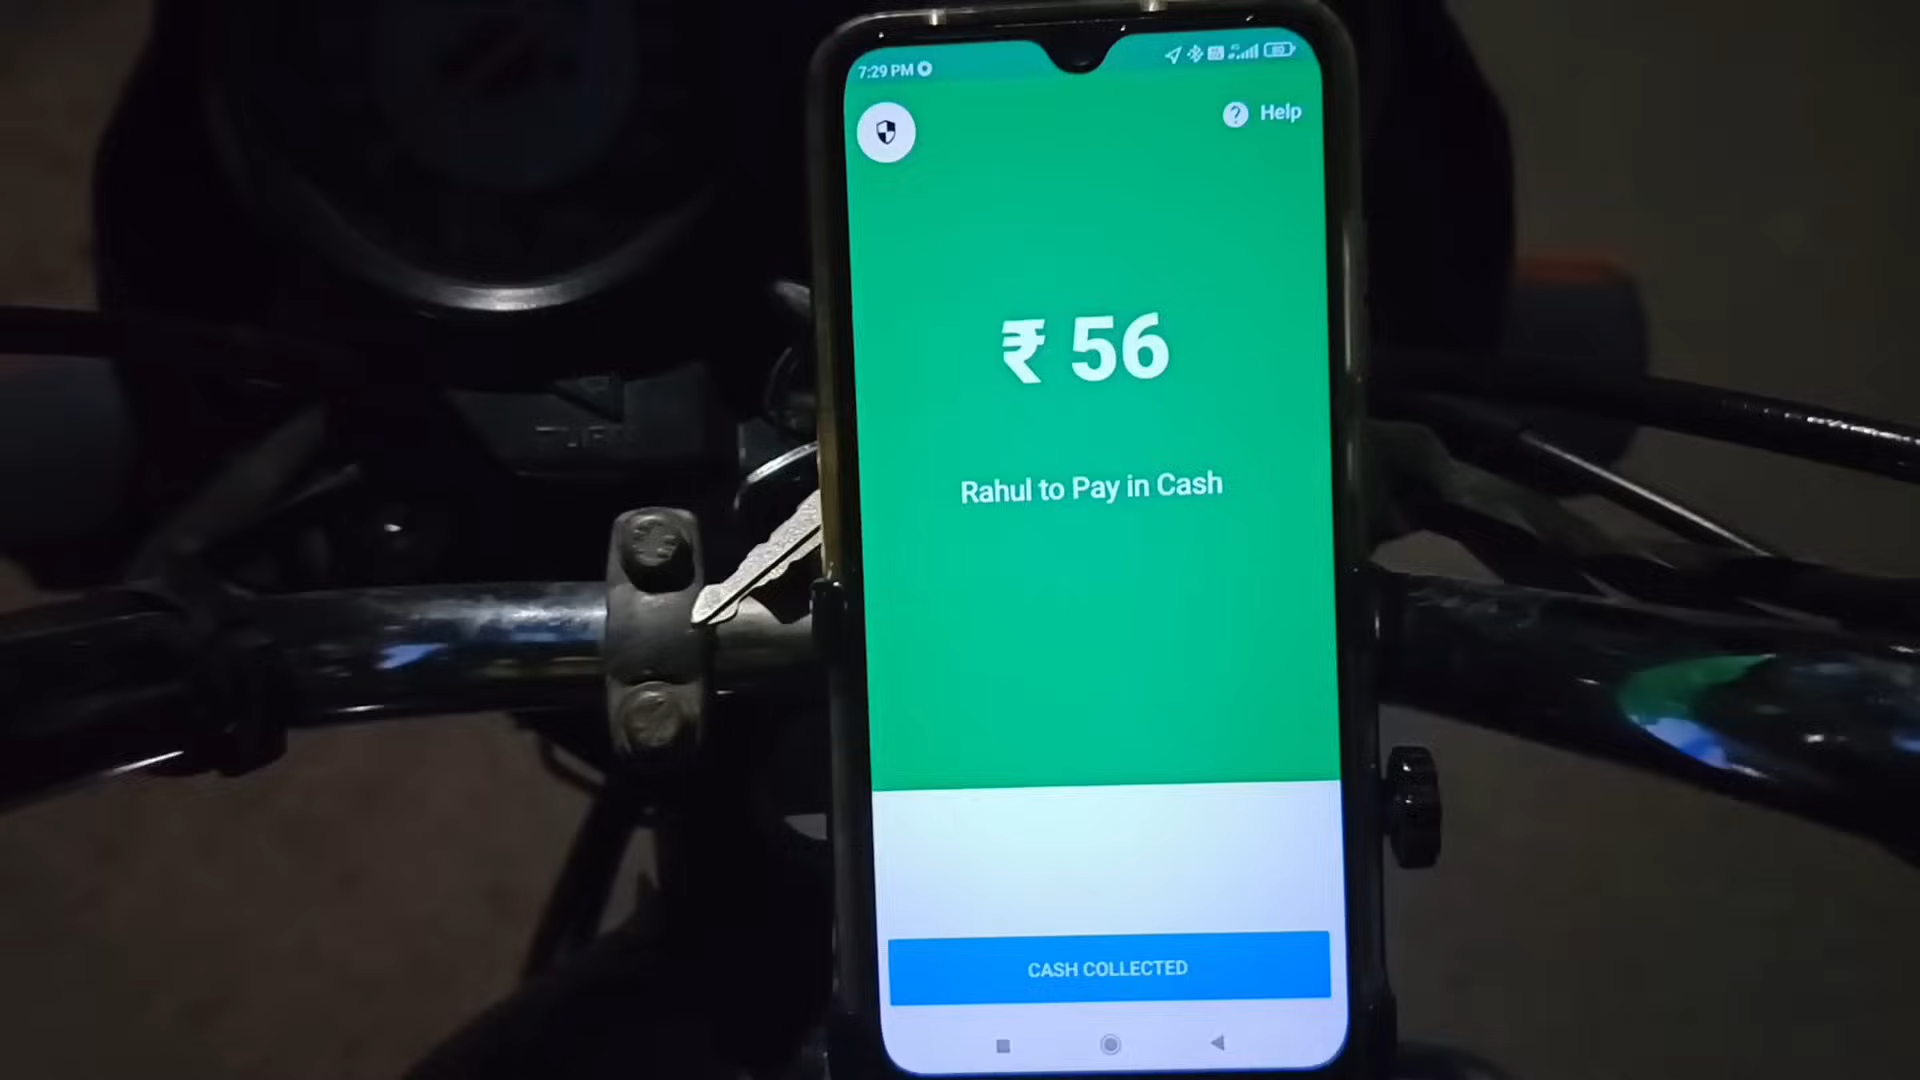 7:29 PM
Help
₹ 56
Rahul to Pay in Cash
CASH COLLECTED